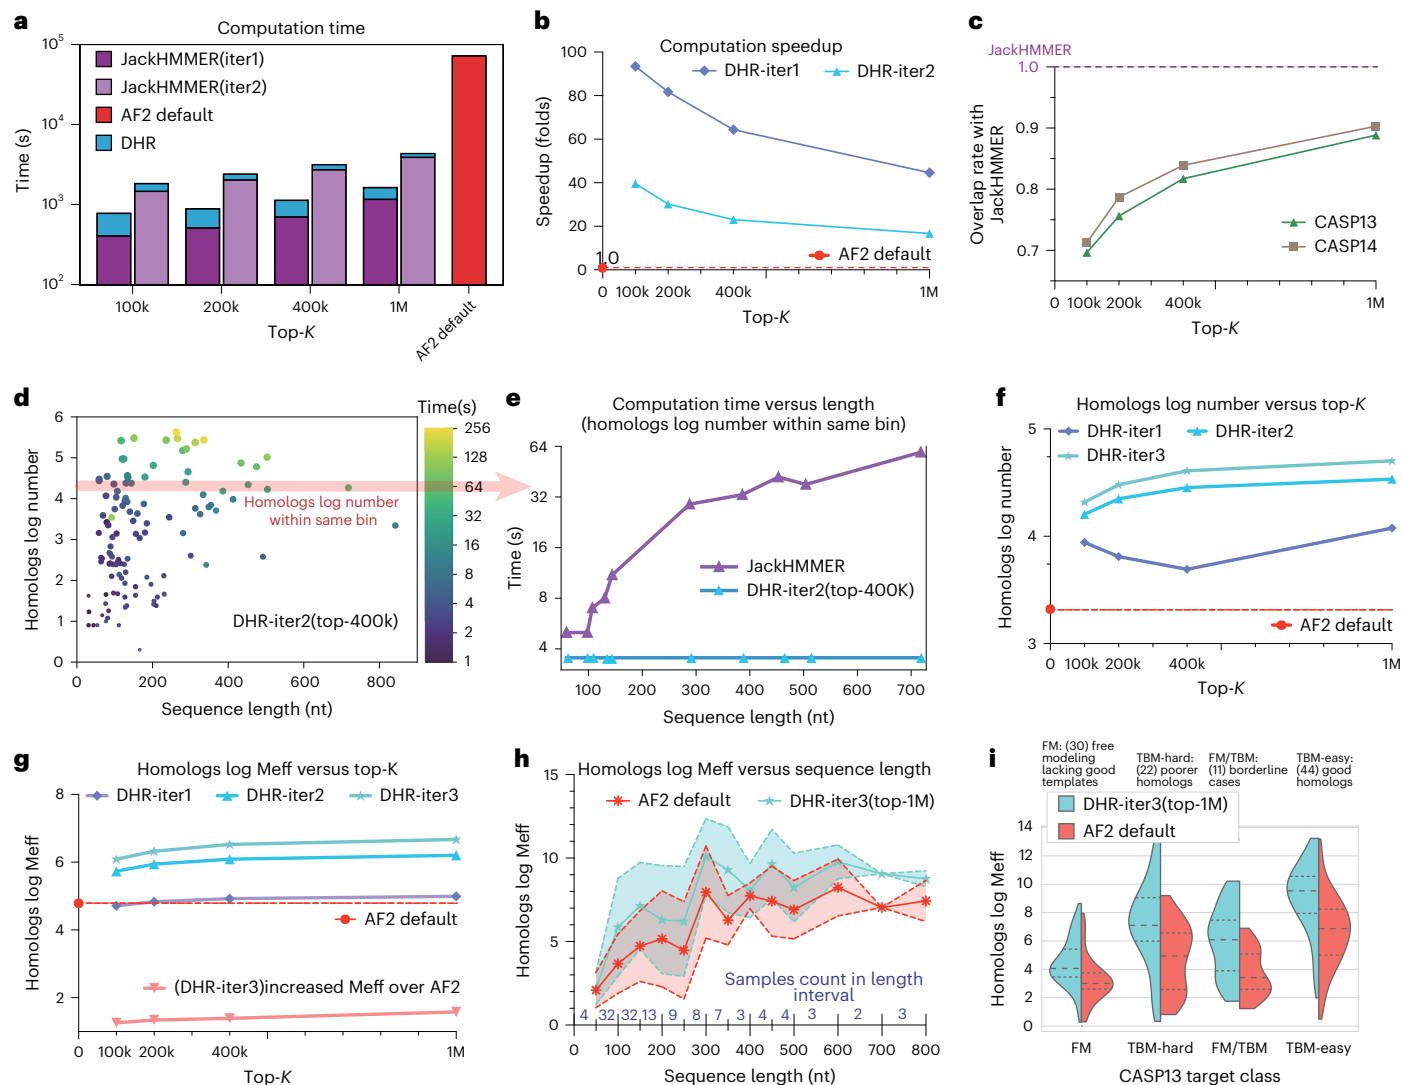 a
Computation time
10^5
10^4
10^3
10^2
Time (s)
JackHMMER(iter1)
JackHMMER(iter2)
AF2 default
DHR
100k
200k
400k
1M
AF2 default
Top-K
b
Computation speedup
DHR-iter1
DHR-iter2
100
80
60
40
20
0
Speedup (folds)
1.0
AF2 default
0
100k
200k
400k
1M
Top-K
c
JackHMMER
1.0
0.9
0.8
0.7
Overlap rate with
JackHMMER
CASP13
CASP14
0
100k
200k
400k
1M
Top-K
d
6
5
4
3
2
1
0
Homologs log number
Homologs log number
within same bin
DHR-iter2(top-400k)
0
200
400
600
800
Sequence length (nt)
Time(s)
256
128
64
32
16
8
4
2
1
e
Computation time versus length
(homologs log number within same bin)
64
32
16
8
4
Time (s)
JackHMMER
DHR-iter2(top-400K)
100
200
300
400
500
600
700
Sequence length (nt)
f
Homologs log number versus top-K
DHR-iter1
DHR-iter2
DHR-iter3
5
4
3
Homologs log number
AF2 default
0
100k
200k
400k
1M
Top-K
g
Homologs log Meff versus top-K
DHR-iter1
DHR-iter2
DHR-iter3
8
6
4
2
Homologs log Meff
AF2 default
(DHR-iter3)increased Meff over AF2
0
100k
200k
400k
1M
Top-K
h
Homologs log Meff versus sequence length
AF2 default
DHR-iter3(top-1M)
15
10
5
0
Homologs log Meff
Samples count in length
interval
4
32
32
13
9
8
7
3
4
4
3
2
3
0
100
200
300
400
500
600
700
800
Sequence length (nt)
i
FM: (30) free
modeling
lacking good
templates
TBM-hard:
(22) poorer
homologs
FM/TBM:
(11) borderline
cases
TBM-easy:
(44) good
homologs
DHR-iter3(top-1M)
AF2 default
14
12
10
8
6
4
2
0
Homologs log Meff
FM
TBM-hard
FM/TBM
TBM-easy
CASP13 target class